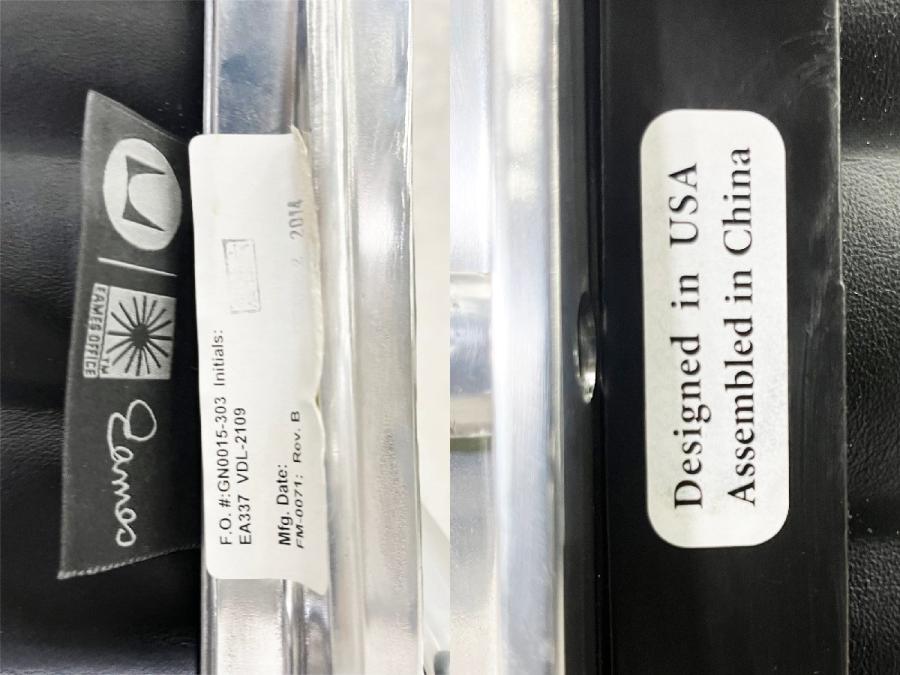 EAMES OFFICE
TM
Eames
F.O. #:GN0015-303 Initials:
EA337 VDL-2109
Mfg. Date: 2014
FM-0071: Rev. B
Designed in USA
Assembled in China